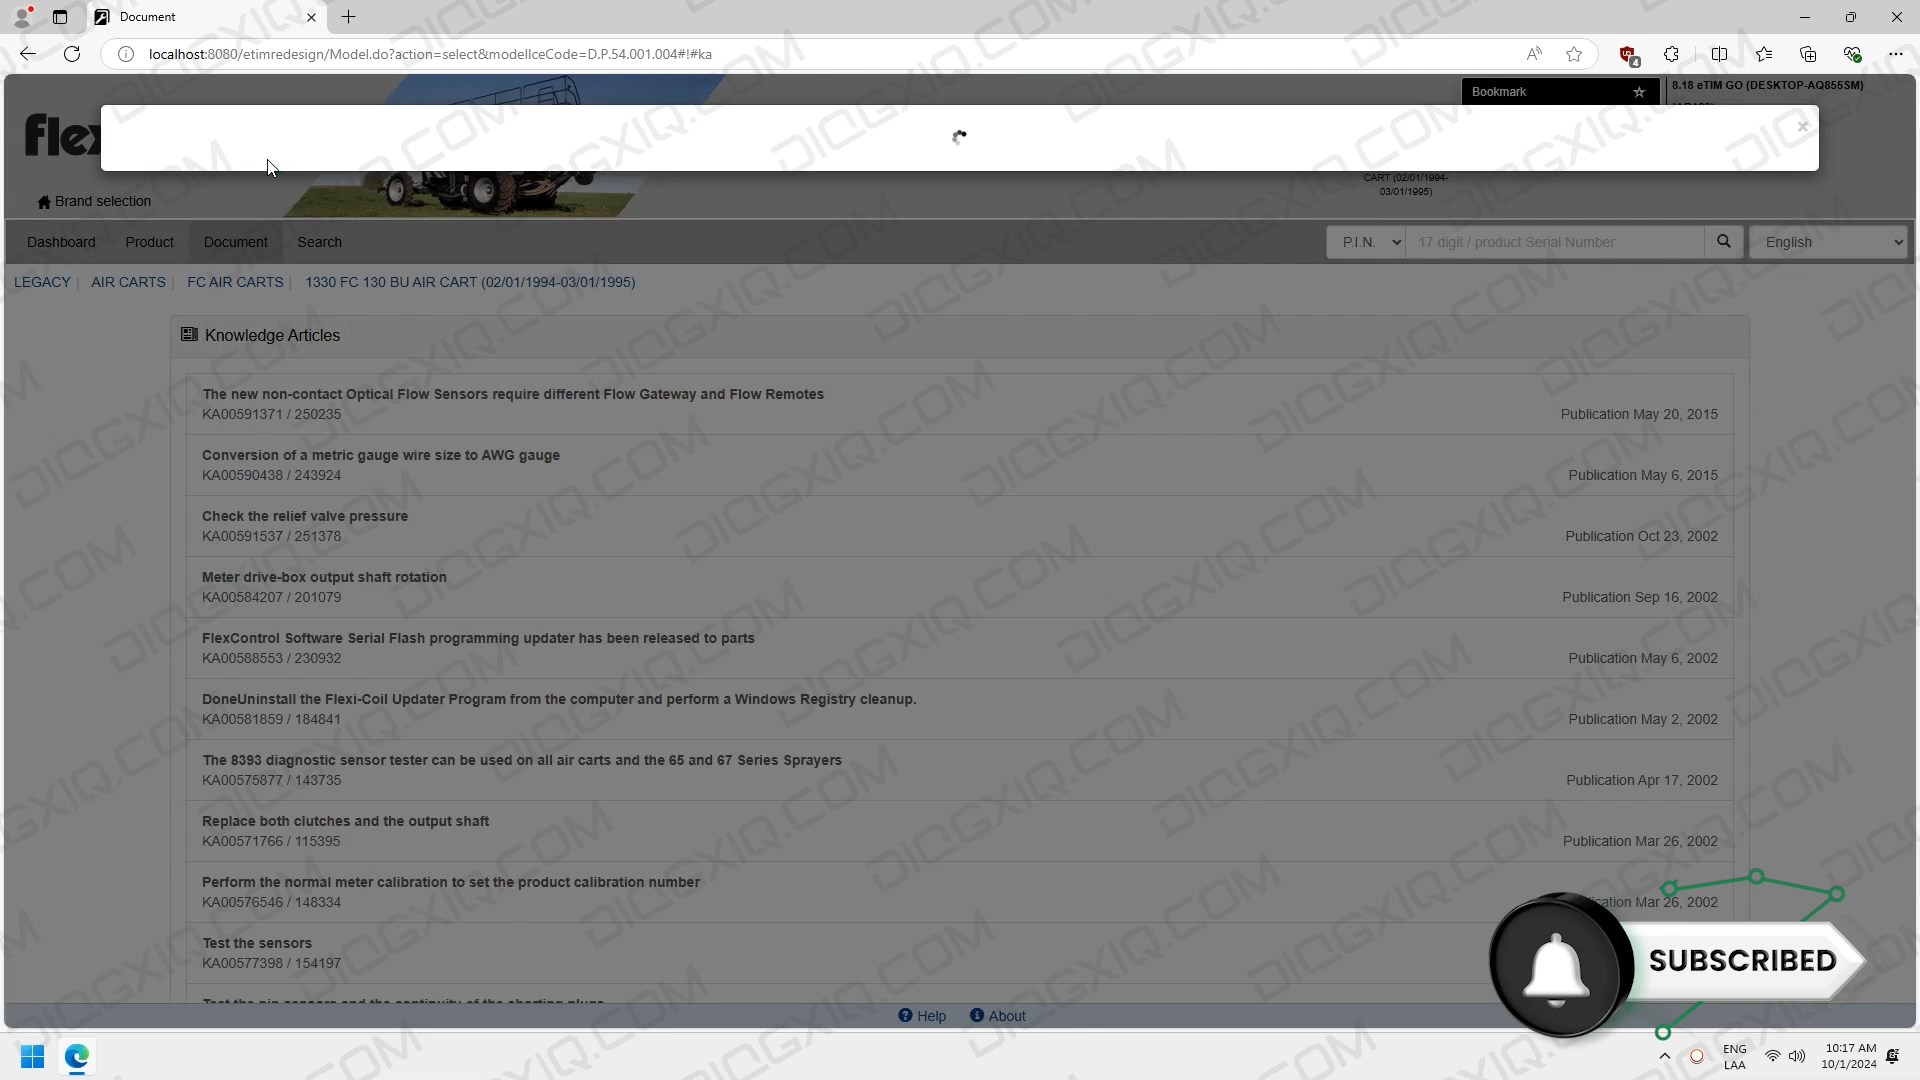 Document
localhost:8080/etimredesign/Model.do?action=select&modelIceCode=D.P.54.001.004#!#ka
Bookmark
8.18 eTIM GO (DESKTOP-AQ855SM)
flex
CART (02/01/1994-
03/01/1995)
Brand selection
Dashboard Product Document Search P.I.N. 17 digit / product Serial Number English
LEGACY | AIR CARTS | FC AIR CARTS | 1330 FC 130 BU AIR CART (02/01/1994-03/01/1995)
Knowledge Articles
The new non-contact Optical Flow Sensors require different Flow Gateway and Flow Remotes
KA00591371 / 250235 Publication May 20, 2015
Conversion of a metric gauge wire size to AWG gauge
KA00590438 / 243924 Publication May 6, 2015
Check the relief valve pressure
KA00591537 / 251378 Publication Oct 23, 2002
Meter drive-box output shaft rotation
KA00584207 / 201079 Publication Sep 16, 2002
FlexControl Software Serial Flash programming updater has been released to parts
KA00588553 / 230932 Publication May 6, 2002
DoneUninstall the Flexi-Coil Updater Program from the computer and perform a Windows Registry cleanup.
KA00581859 / 184841 Publication May 2, 2002
The 8393 diagnostic sensor tester can be used on all air carts and the 65 and 67 Series Sprayers
KA00575877 / 143735 Publication Apr 17, 2002
Replace both clutches and the output shaft
KA00571766 / 115395 Publication Mar 26, 2002
Perform the normal meter calibration to set the product calibration number
KA00576546 / 148334 ication Mar 26, 2002
Test the sensors
KA00577398 / 154197
SUBSCRIBED
Help About
ENG
LAA
10:17 AM
10/1/2024
DIQGXIQ.COM